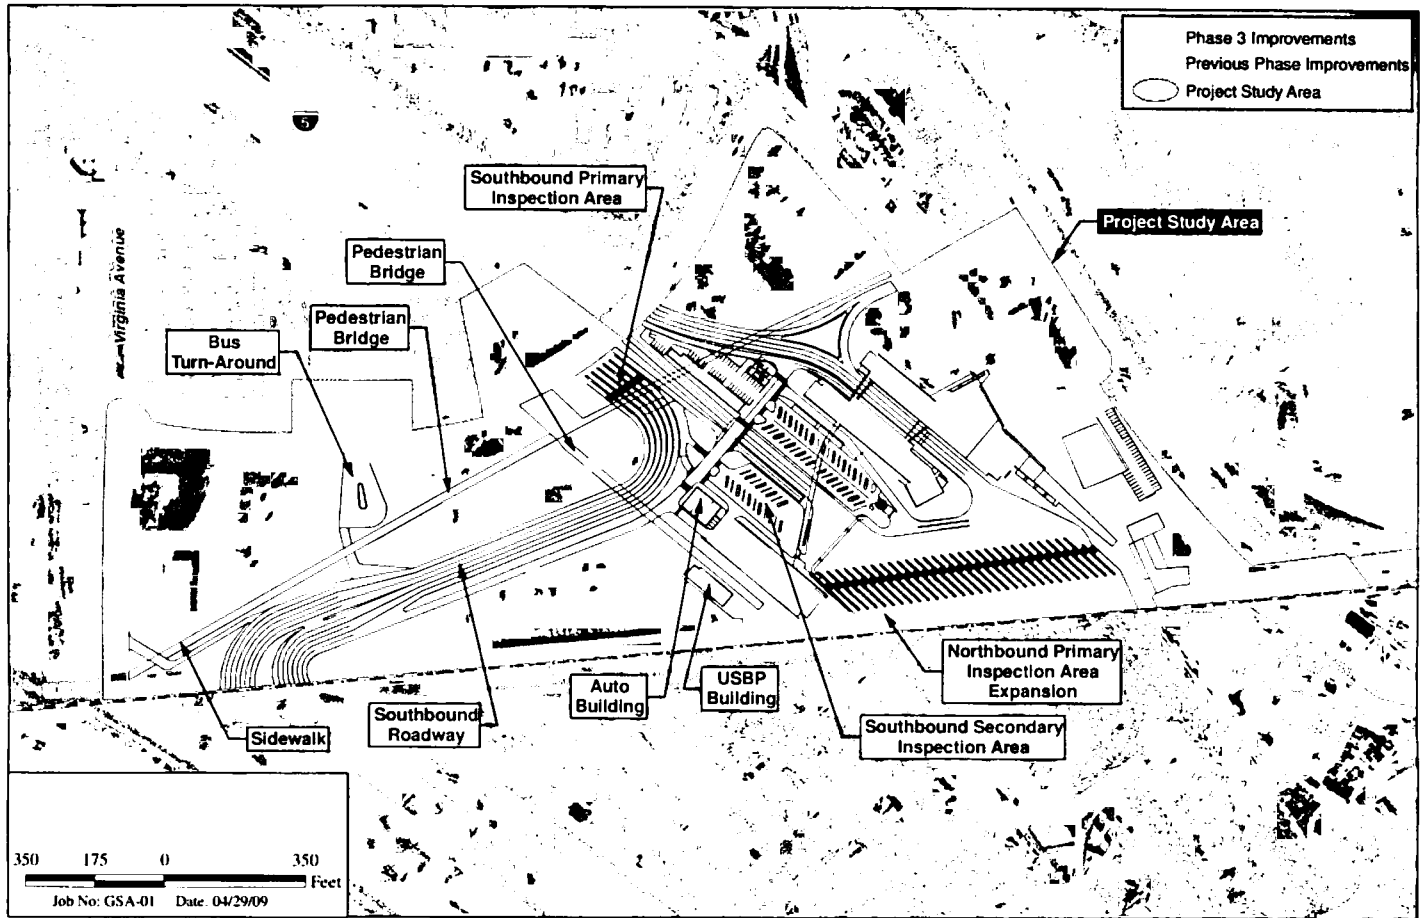 Phase 3 Improvements
Previous Phase Improvements
Project Study Area
5
Southbound Primary
Inspection Area
Project Study Area
Pedestrian
Bridge
Virginia Avenue
Pedestrian
Bridge
Bus
Turn-Around
Northbound Primary
Inspection Area
Expansion
Auto
Building
USBP
Building
Southbound
Roadway
Southbound Secondary
Inspection Area
Sidewalk
350 175 0 350
Feet
Job No: GSA-01 Date. 04/29/09